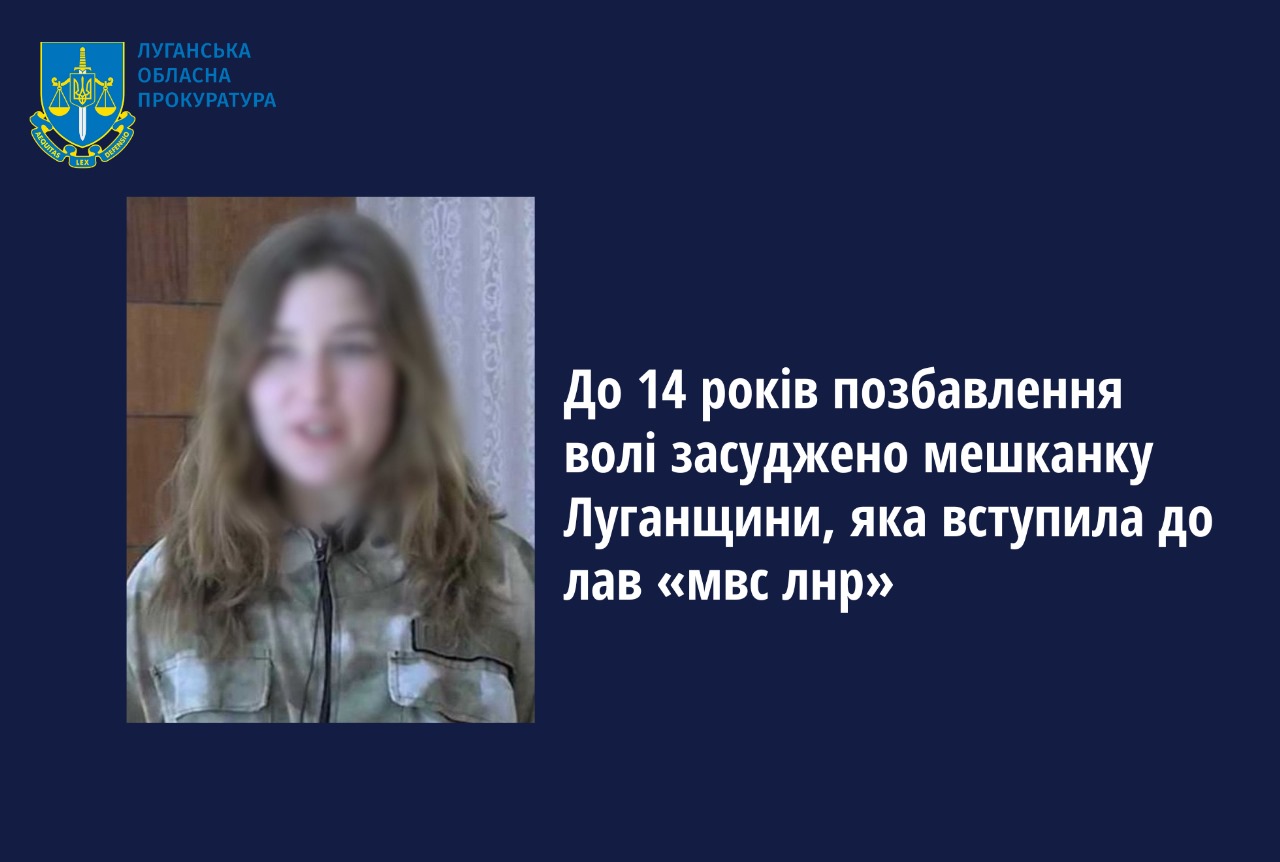 ЛУГАНСЬКА
ОБЛАСНА
ПРОКУРАТУРА
AEQUITAS LEX DEFENSIO
До 14 років позбавлення
волі засуджено мешканку
Луганщини, яка вступила до
лав «мвс лнр»